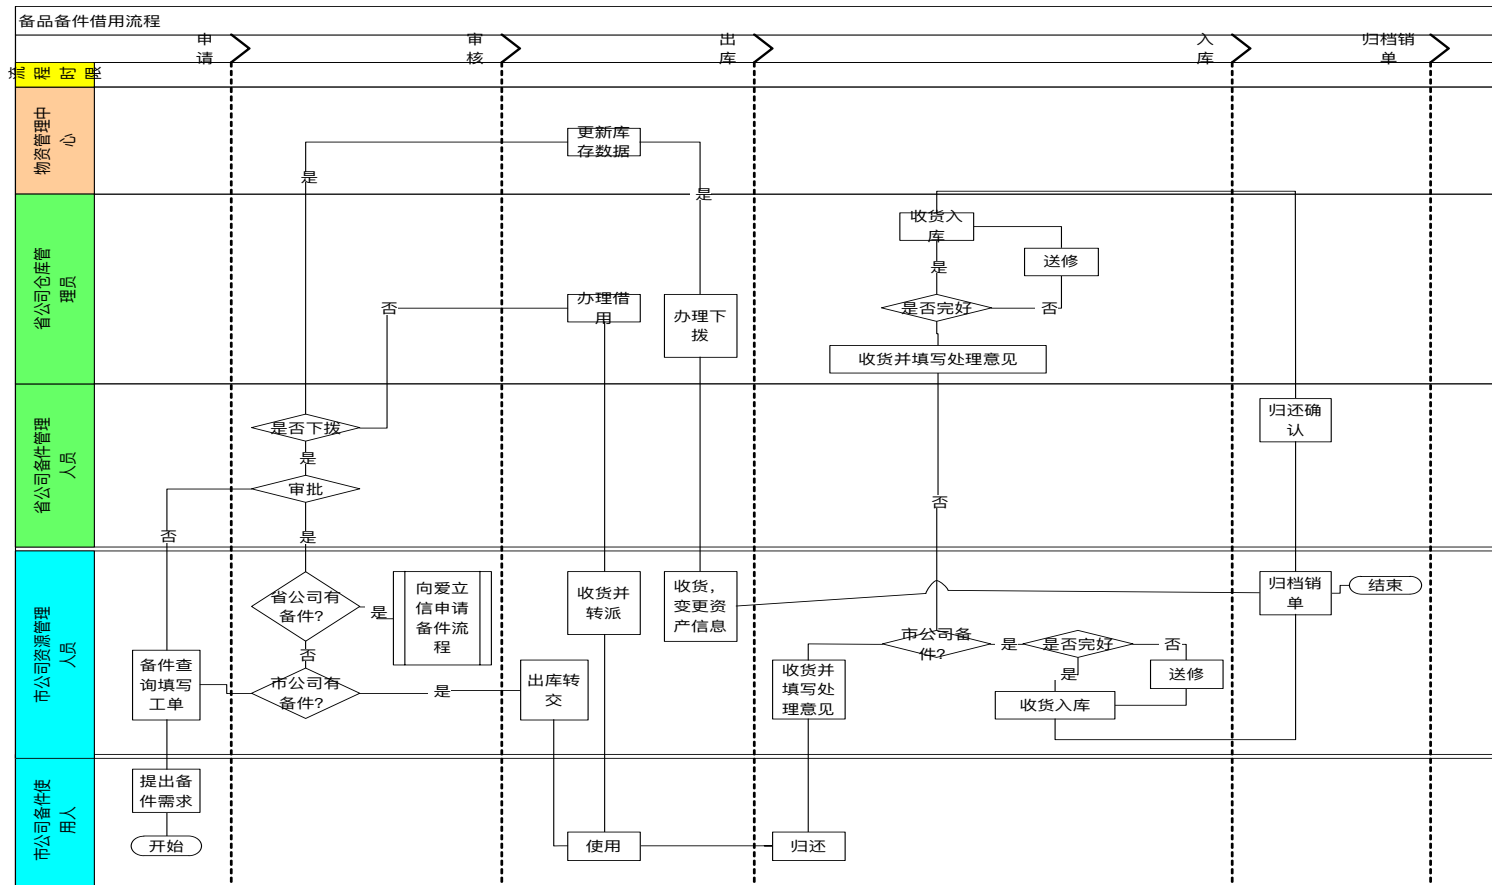 备品备件借用流程
申
请
审
核
出
库
入
库
归档销
单
流程时限
物资管理中
心
更新库
存数据
是
是
省公司仓库管
理员
收货入
库
送修
是
是否完好
否
办理借
用
否
办理下
拨
收货并填写处理意见
省公司备件管理
人员
是否下拨
是
审批
否
是
归还确
认
否
市公司资源管理
人员
省公司有
备件?
是
向爱立
信申请
备件流
程
收货并
转派
收货，
变更资
产信息
归档销
单
结束
否
备件查
询填写
工单
市公司有
备件?
是
出库转
交
市公司备
件?
是
是否完好
否
送修
是
收货入库
收货并
填写处
理意见
市公司备件使
用人
提出备
件需求
开始
使用
归还